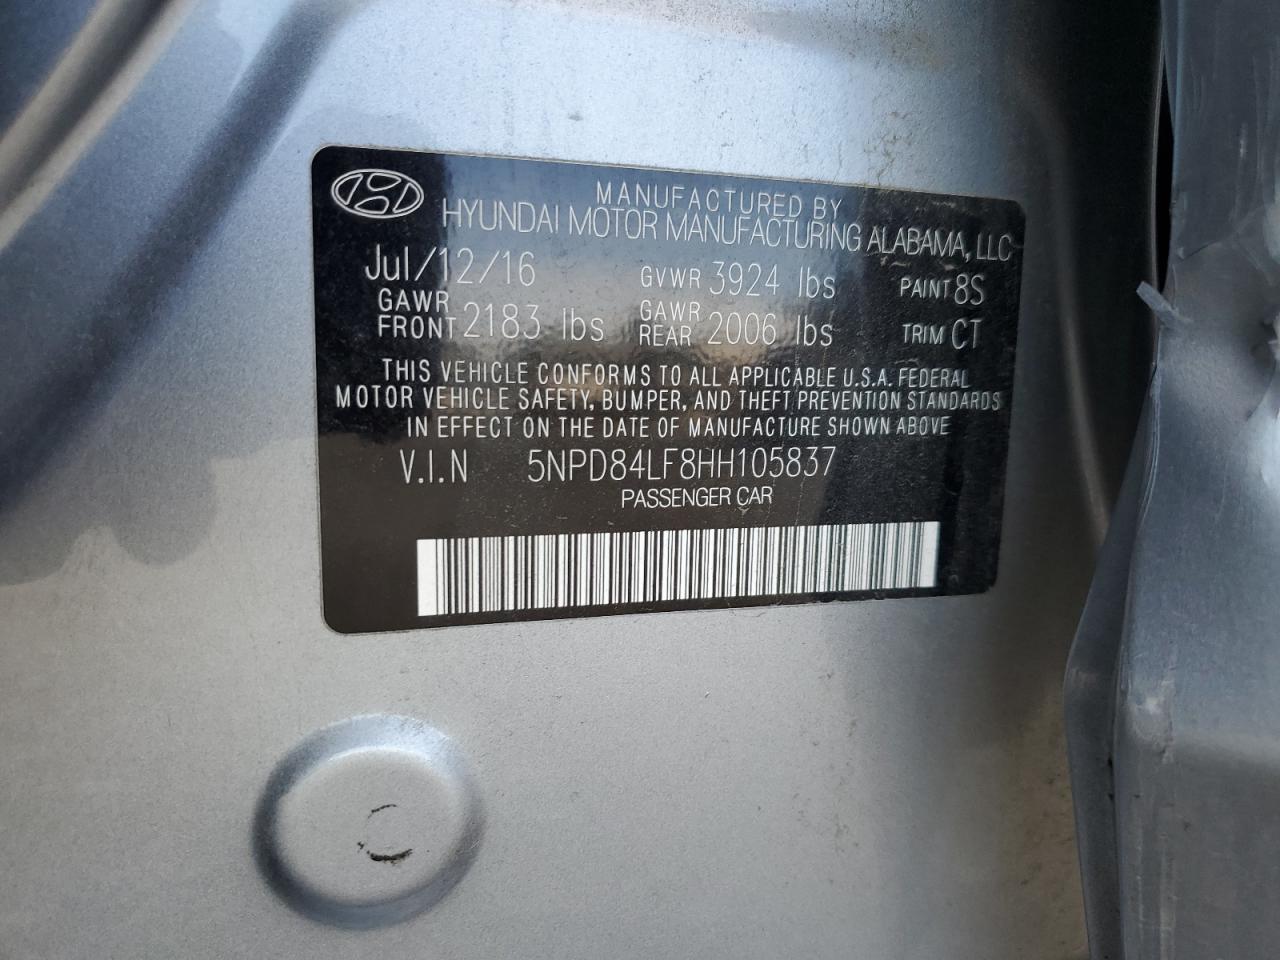 MANUFACTURED BY
HYUNDAI MOTOR MANUFACTURING ALABAMA, LLC
Jul/12/16 GVWR 3924 lbs PAINT 8S
GAWR FRONT 2183 lbs GAWR REAR 2006 lbs TRIM CT
THIS VEHICLE CONFORMS TO ALL APPLICABLE U.S.A. FEDERAL
MOTOR VEHICLE SAFETY, BUMPER, AND THEFT PREVENTION STANDARDS
IN EFFECT ON THE DATE OF MANUFACTURE SHOWN ABOVE
V.I.N 5NPD84LF8HH105837
PASSENGER CAR